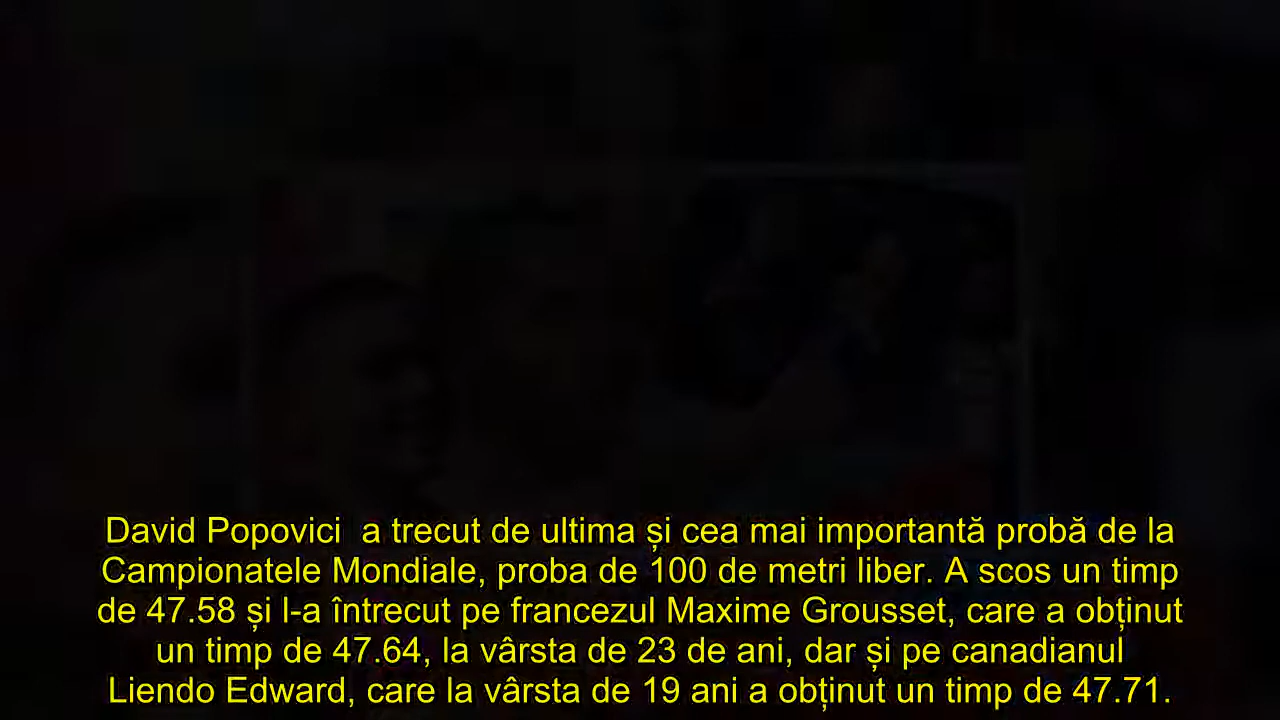 David Popovici  a trecut de ultima și cea mai importantă probă de la
Campionatele Mondiale, proba de 100 de metri liber. A scos un timp
de 47.58 și l-a întrecut pe francezul Maxime Grousset, care a obținut
un timp de 47.64, la vârsta de 23 de ani, dar și pe canadianul
Liendo Edward, care la vârsta de 19 ani a obținut un timp de 47.71.